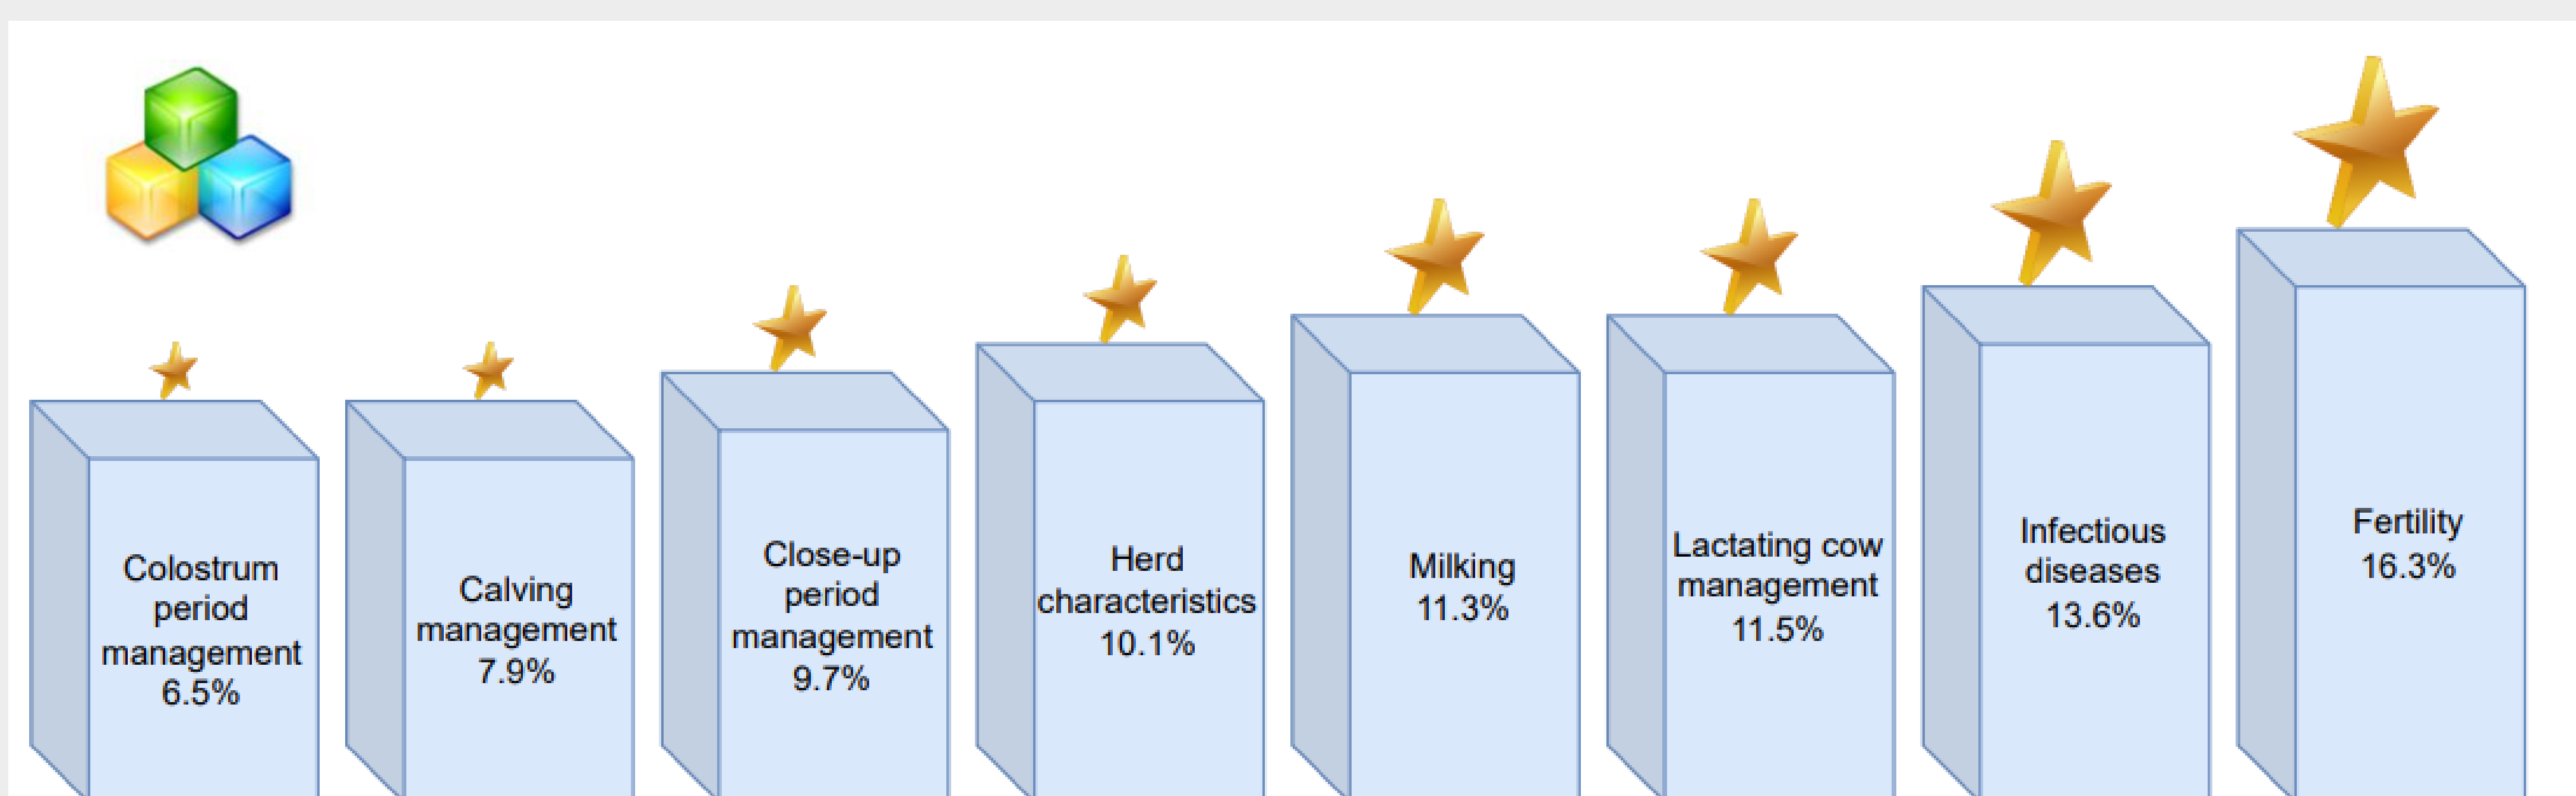 Colostrum
period
management
6.5%
Calving
management
7.9%
Close-up
period
management
9.7%
Herd
characteristics
10.1%
Milking
11.3%
Lactating cow
management
11.5%
Infectious
diseases
13.6%
Fertility
16.3%